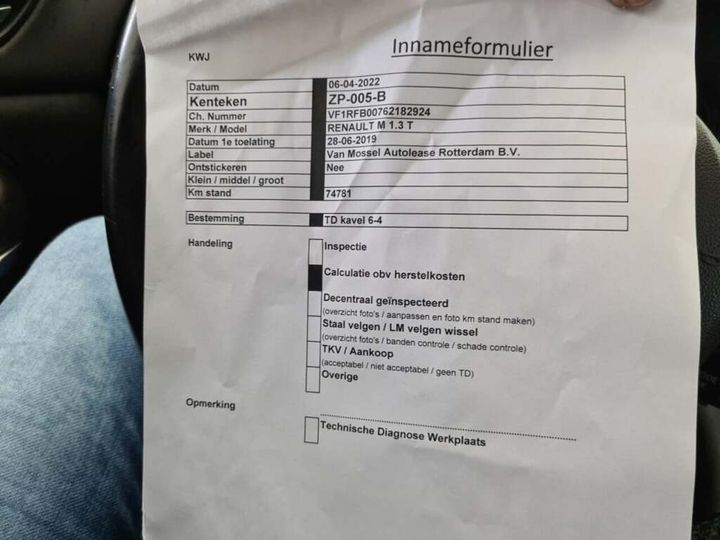 KWJ
Innameformulier
Datum 06-04-2022
Kenteken ZP-005-B
Ch. Nummer VF1RFB00762182924
Merk / Model RENAULT M 1.3 T
Datum 1e toelating 28-06-2019
Label Van Mossel Autolease Rotterdam B.V.
Ontstickeren Nee
Klein / middel / groot
Km stand 74781
Bestemming TD kavel 6-4
Handeling Inspectie
Calculatie obv herstelkosten
Decentraal geïnspecteerd
(overzicht foto's / aanpassen en foto km stand maken)
Staal velgen / LM velgen wissel
(overzicht foto's / banden controle / schade controle)
TKV / Aankoop
(acceptabel / niet acceptabel / geen TD)
Overige
Opmerking
Technische Diagnose Werkplaats